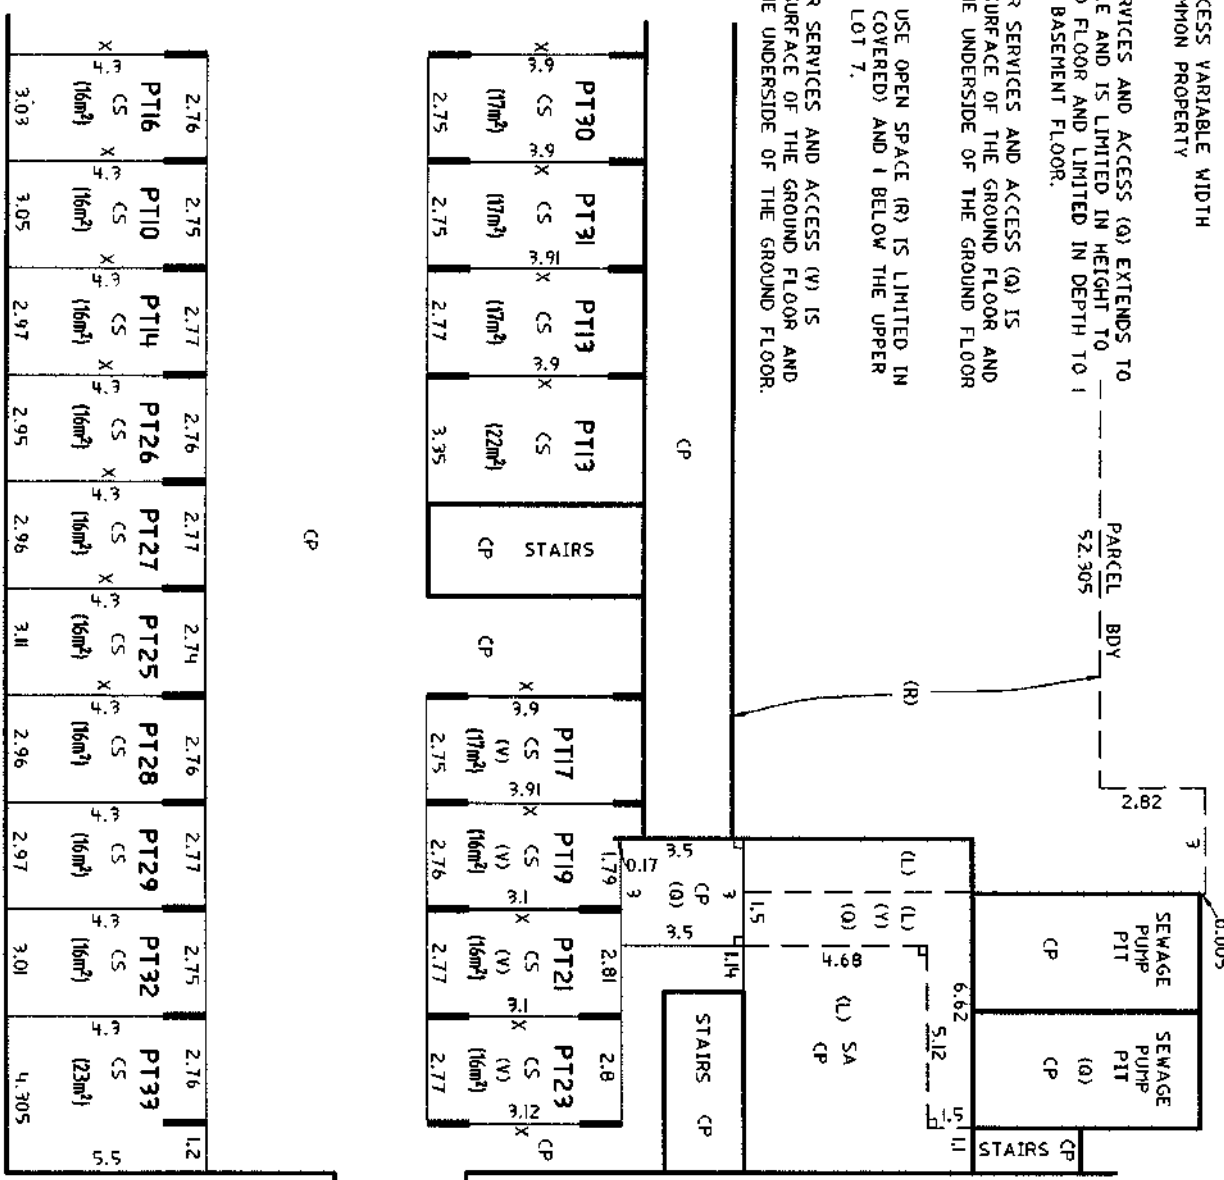 CESS VARIABLE WIDTH
MMON PROPERTY
RVICES AND ACCESS (Q) EXTENDS TO
LE AND IS LIMITED IN HEIGHT TO
D FLOOR AND LIMITED IN DEPTH TO 1
BASEMENT FLOOR.
R SERVICES AND ACCESS (Q) IS
SURFACE OF THE GROUND FLOOR AND
HE UNDERSIDE OF THE GROUND FLOOR
USE OPEN SPACE (R) IS LIMITED IN
COVERED) AND 1 BELOW THE UPPER
LOT 7.
R SERVICES AND ACCESS (V) IS
SURFACE OF THE GROUND FLOOR AND
HE UNDERSIDE OF THE GROUND FLOOR.
PARCEL BDY
52.305
2.82
3
0.005
(R)
SEWAGE
PUMP
PIT
CP
SEWAGE
PUMP
PIT
(Q)
CP
STAIRS CP
6.62
5.12
1.5
1.1
(L)
(L)
(Y)
(Q)
4.68
(L) SA
CP
1.5
1.14
3.5
3
CP
(Q)
3
3.5
0.17
STAIRS CP
CP
PT30
CS
(17m²)
3.9
3.9
2.75
X
PT31
CS
(17m²)
3.91
2.75
X
PT13
CS
(17m²)
3.9
2.77
X
PT13
CS
(22m²)
3.35
X
STAIRS
CP
CP
PT17
CS
(V)
(17m²)
3.9
3.91
2.75
X
PT19
CS
(V)
(16m²)
1.79
3.1
2.76
X
PT21
CS
(V)
(16m²)
2.81
3.1
2.77
X
PT23
CS
(V)
(16m²)
2.8
3.12
2.77
X
X
CP
CP
2.76
PT16
CS
(16m²)
4.3
3.03
X
2.75
PT10
CS
(16m²)
4.3
3.05
X
2.77
PT14
CS
(16m²)
4.3
2.97
X
2.76
PT26
CS
(16m²)
4.3
2.95
X
2.77
PT27
CS
(16m²)
4.3
2.96
X
2.74
PT25
CS
(16m²)
4.3
3.11
X
2.76
PT28
CS
(16m²)
4.3
2.96
X
2.77
PT29
CS
(16m²)
4.3
2.97
2.75
PT32
CS
(16m²)
4.3
3.01
2.76
PT33
CS
(23m²)
4.3
4.305
1.2
5.5